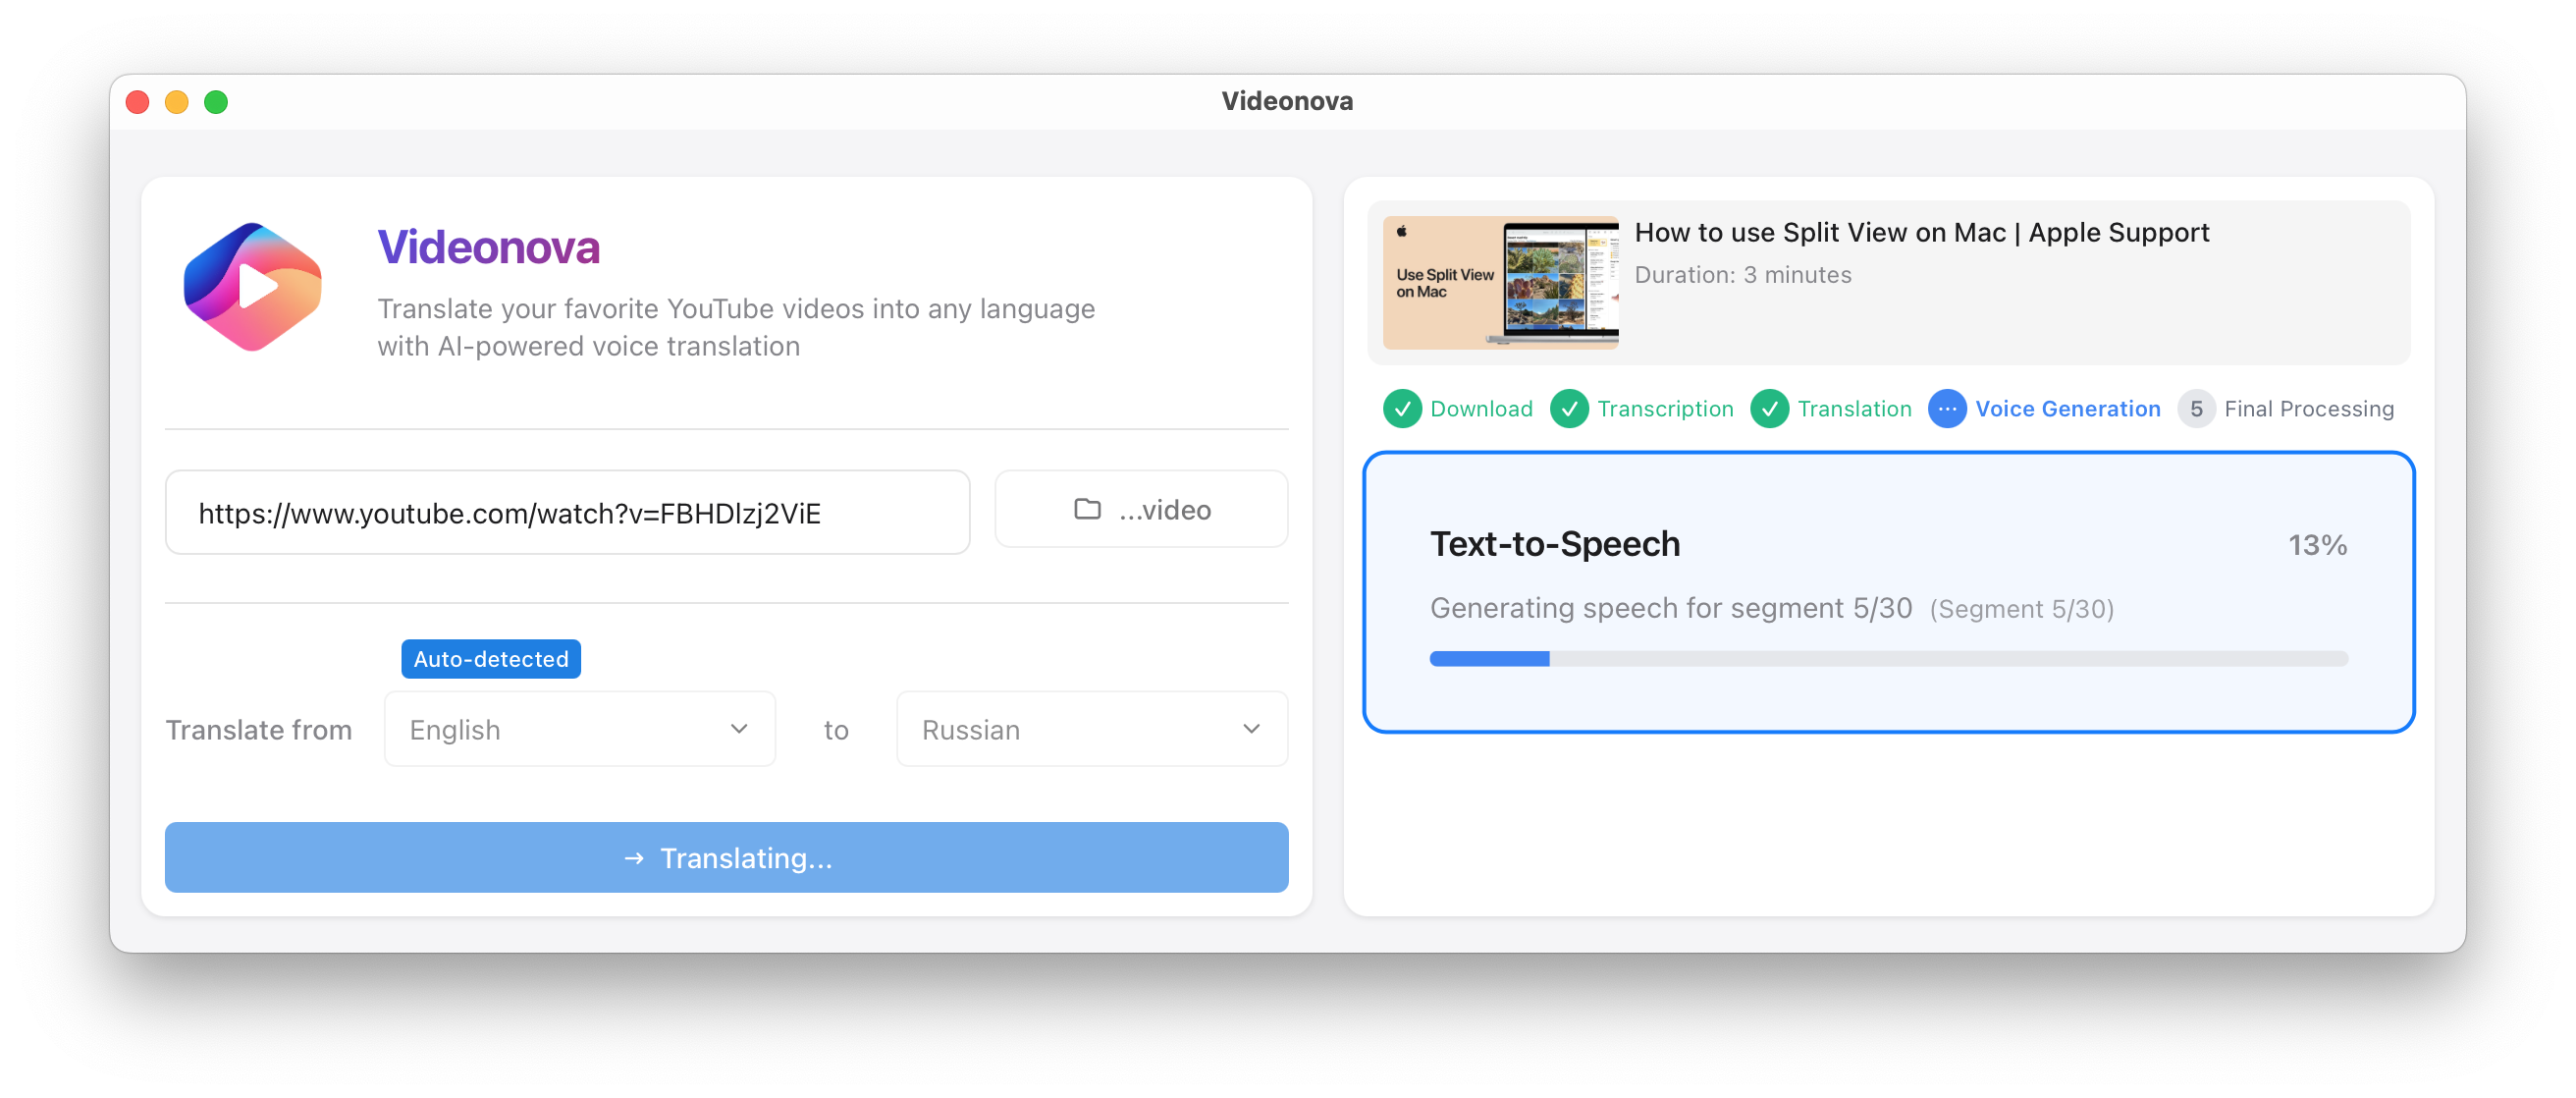 Videonova
Videonova
Translate your favorite YouTube videos into any language
with AI-powered voice translation
https://www.youtube.com/watch?v=FBHDlzj2ViE
...video
Auto-detected
Translate from English to Russian
→ Translating...
Use Split View
on Mac
How to use Split View on Mac | Apple Support
Duration: 3 minutes
Download Transcription Translation Voice Generation 5 Final Processing
Text-to-Speech 13%
Generating speech for segment 5/30 (Segment 5/30)